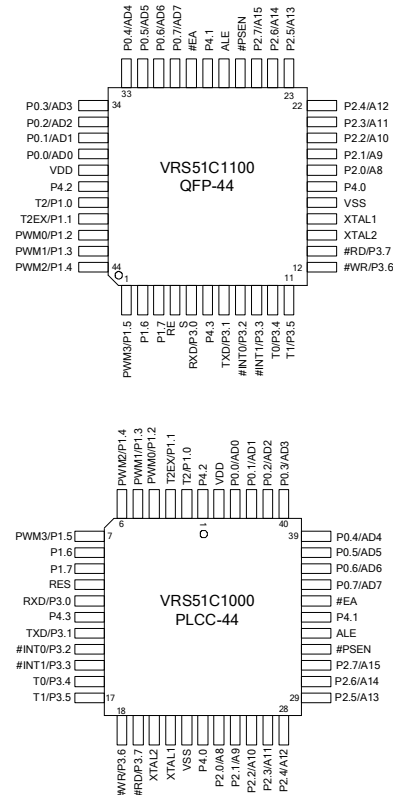 P0.4/AD4
P0.5/AD5
P0.6/AD6
P0.7/AD7
#EA
P4.1
ALE
#PSEN
P2.7/A15
P2.6/A14
P2.5/A13
33
23
34
22
P0.3/AD3
P0.2/AD2
P0.1/AD1
P0.0/AD0
VDD
P4.2
T2/P1.0
T2EX/P1.1
PWM0/P1.2
PWM1/P1.3
PWM2/P1.4
VRS51C1100
QFP-44
P2.4/A12
P2.3/A11
P2.2/A10
P2.1/A9
P2.0/A8
P4.0
VSS
XTAL1
XTAL2
#RD/P3.7
#WR/P3.6
44
12
1
11
PWM3/P1.5
P1.6
P1.7
RE
S
RXD/P3.0
P4.3
TXD/P3.1
#INT0/P3.2
#INT1/P3.3
T0/P3.4
T1/P3.5
PWM2/P1.4
PWM1/P1.3
PWM0/P1.2
T2EX/P1.1
T2/P1.0
P4.2
VDD
P0.0/AD0
P0.1/AD1
P0.2/AD2
P0.3/AD3
6
1
40
7
39
PWM3/P1.5
P1.6
P1.7
RES
RXD/P3.0
P4.3
TXD/P3.1
#INT0/P3.2
#INT1/P3.3
T0/P3.4
T1/P3.5
VRS51C1000
PLCC-44
P0.4/AD4
P0.5/AD5
P0.6/AD6
P0.7/AD7
#EA
P4.1
ALE
#PSEN
P2.7/A15
P2.6/A14
P2.5/A13
17
29
18
28
#WR/P3.6
#RD/P3.7
XTAL2
XTAL1
VSS
P4.0
P2.0/A8
P2.1/A9
P2.2/A10
P2.3/A11
P2.4/A12